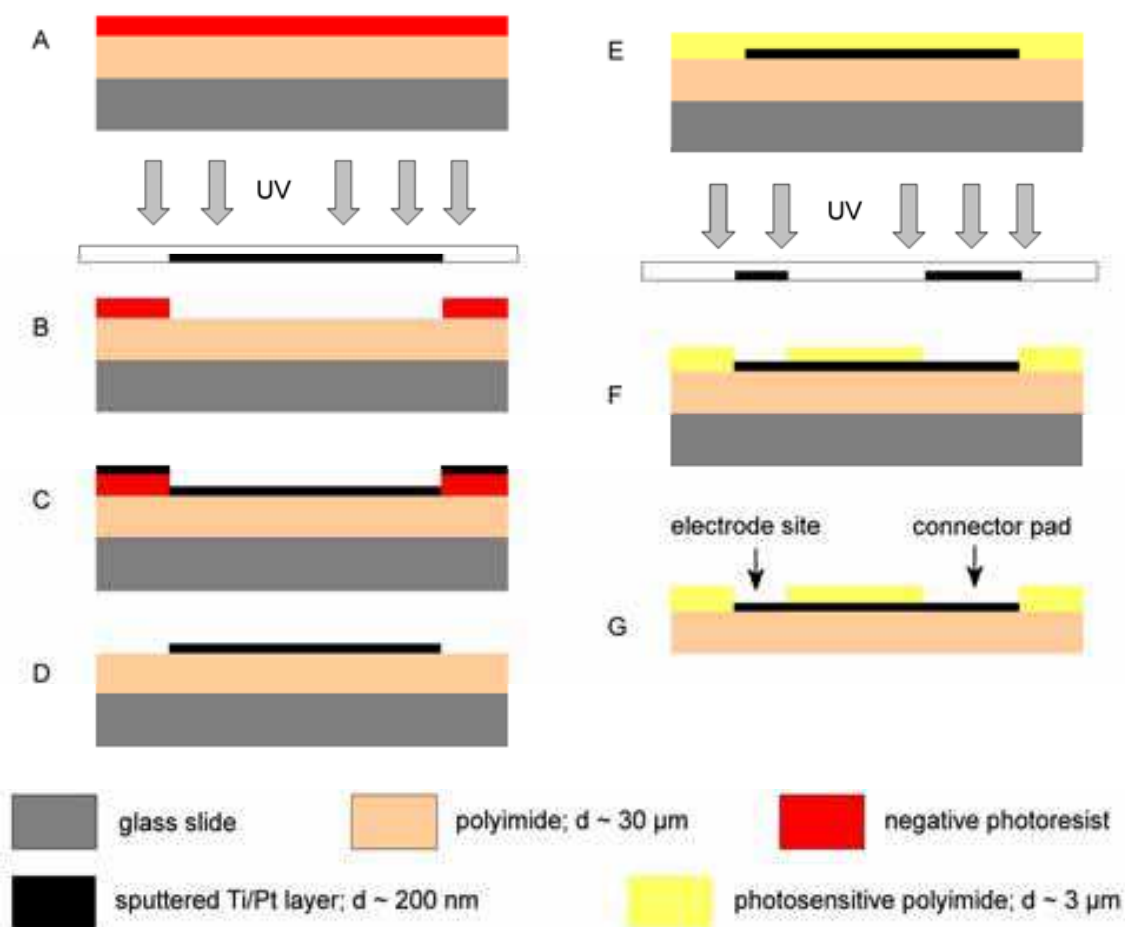 A
UV
B
C
D
E
UV
F
electrode site
connector pad
G
glass slide
polyimide; d ~ 30 µm
negative photoresist
sputtered Ti/Pt layer; d ~ 200 nm
photosensitive polyimide; d ~ 3 µm